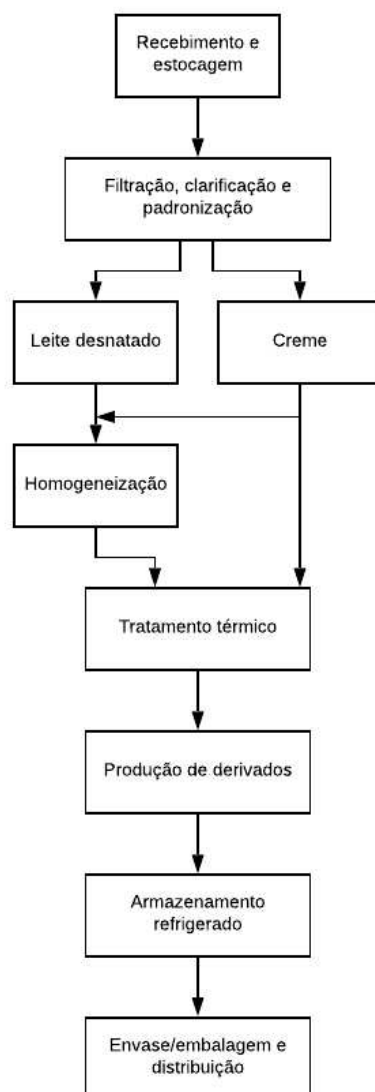 Recebimento e
estocagem
Filtração, clarificação e
padronização
Leite desnatado
Creme
Homogeneização
Tratamento térmico
Produção de derivados
Armazenamento
refrigerado
Envase/embalagem e
distribuição